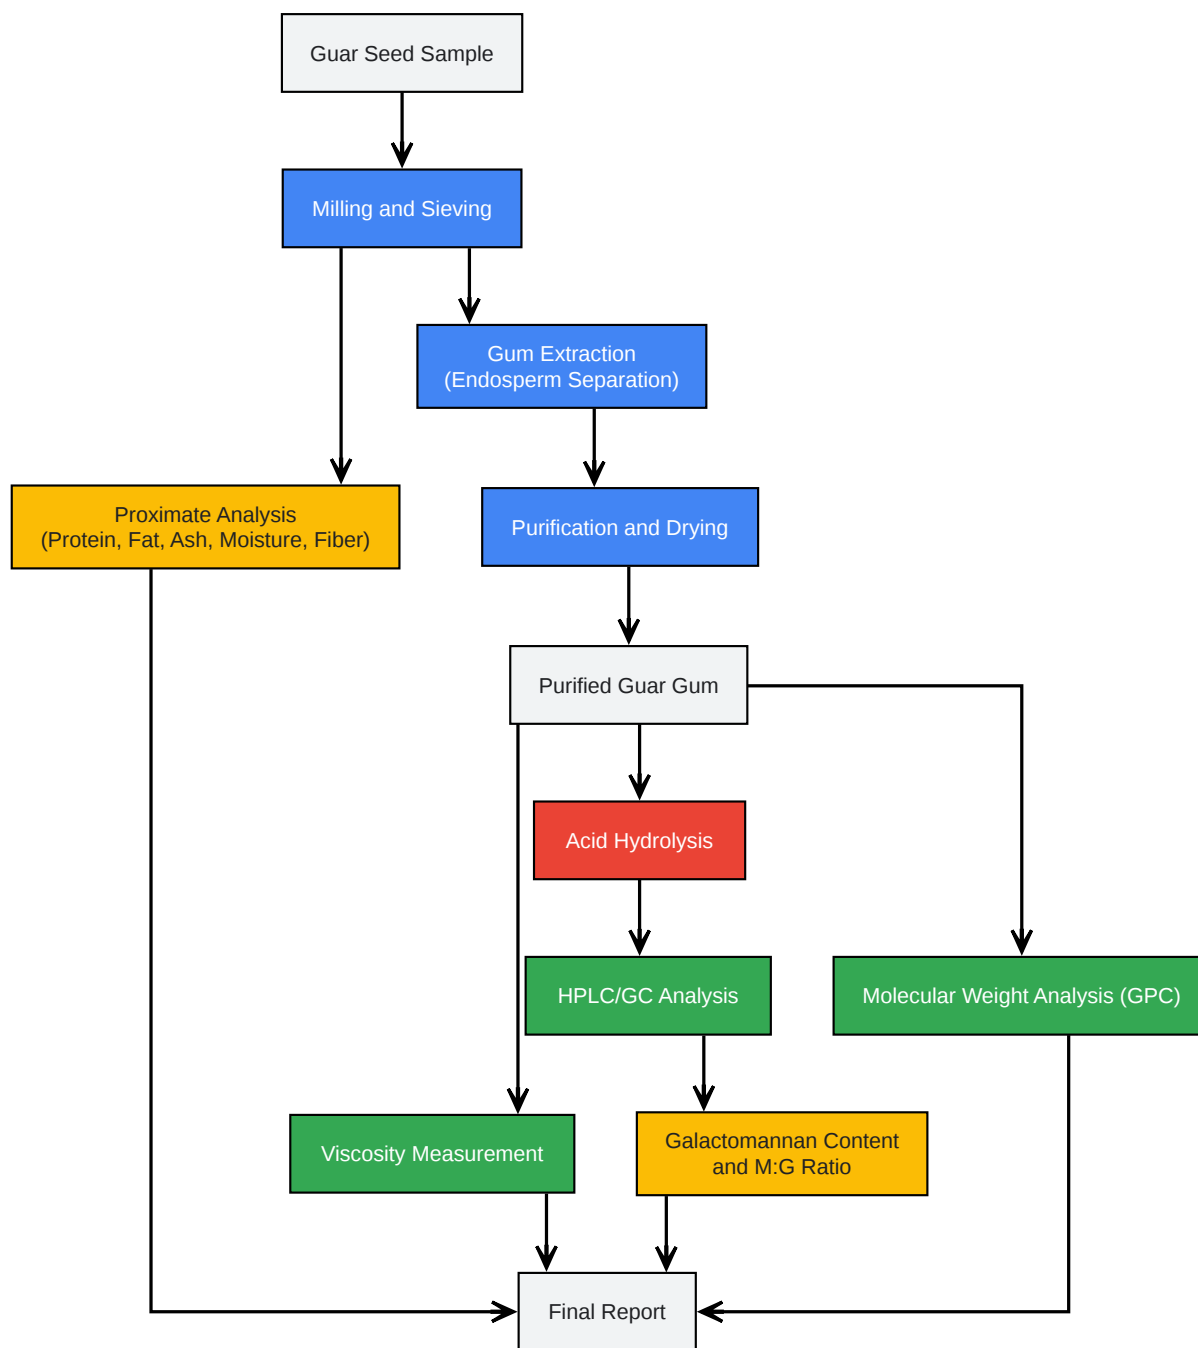 Guar Seed Sample
Milling and Sieving
Gum Extraction
(Endosperm Separation)
Proximate Analysis
(Protein, Fat, Ash, Moisture, Fiber)
Purification and Drying
Purified Guar Gum
Acid Hydrolysis
HPLC/GC Analysis
Molecular Weight Analysis (GPC)
Viscosity Measurement
Galactomannan Content
and M:G Ratio
Final Report